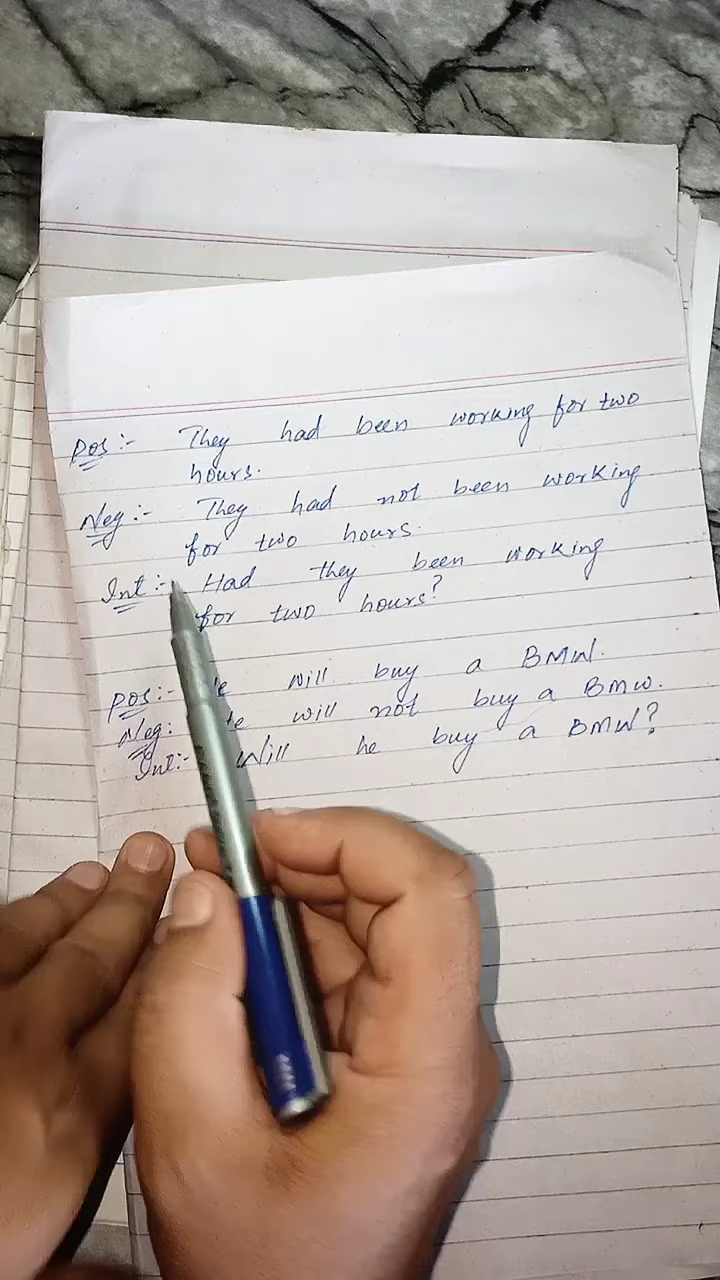 Pos:- They had been working for two
hours.
Neg:- They had not been working
for two hours.
Int:- Had they been working
for two hours?
Pos:- will buy a BMW.
Neg: will not buy a BMW.
Int:- Will he buy a BMW?